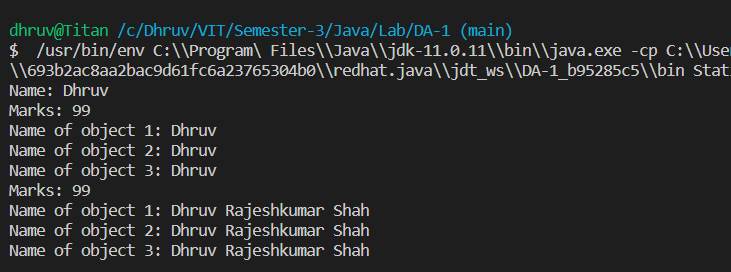 dhruv@Titan /c/Dhruv/VIT/Semester-3/Java/Lab/DA-1 (main)
$  /usr/bin/env C:\\Program\ Files\\Java\\jdk-11.0.11\\bin\\java.exe -cp C:\\User
\\693b2ac8aa2bac9d61fc6a23765304b0\\redhat.java\\jdt_ws\\DA-1_b95285c5\\bin Stati
Name: Dhruv
Marks: 99
Name of object 1: Dhruv
Name of object 2: Dhruv
Name of object 3: Dhruv
Marks: 99
Name of object 1: Dhruv Rajeshkumar Shah
Name of object 2: Dhruv Rajeshkumar Shah
Name of object 3: Dhruv Rajeshkumar Shah